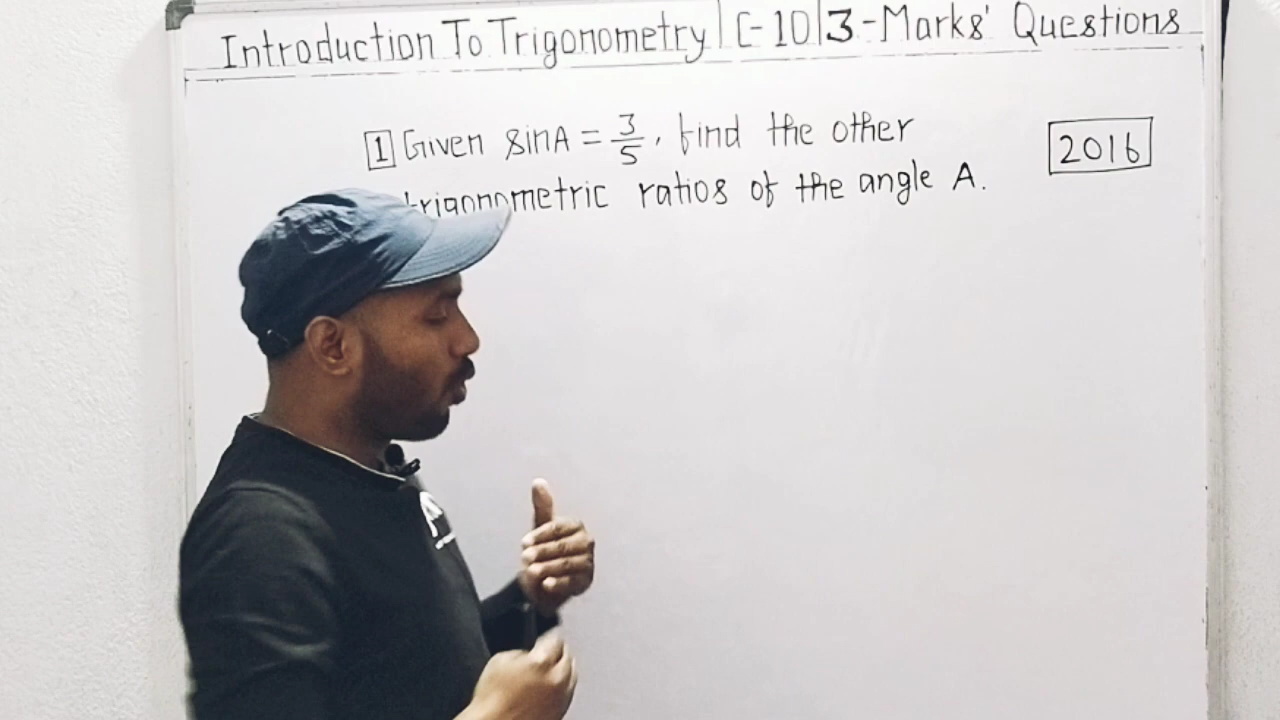 Introduction To Trigonometry | C-10 | 3-Marks' Questions
1 Given sinA = 3/5, find the other
2016
trigonometric ratios of the angle A.